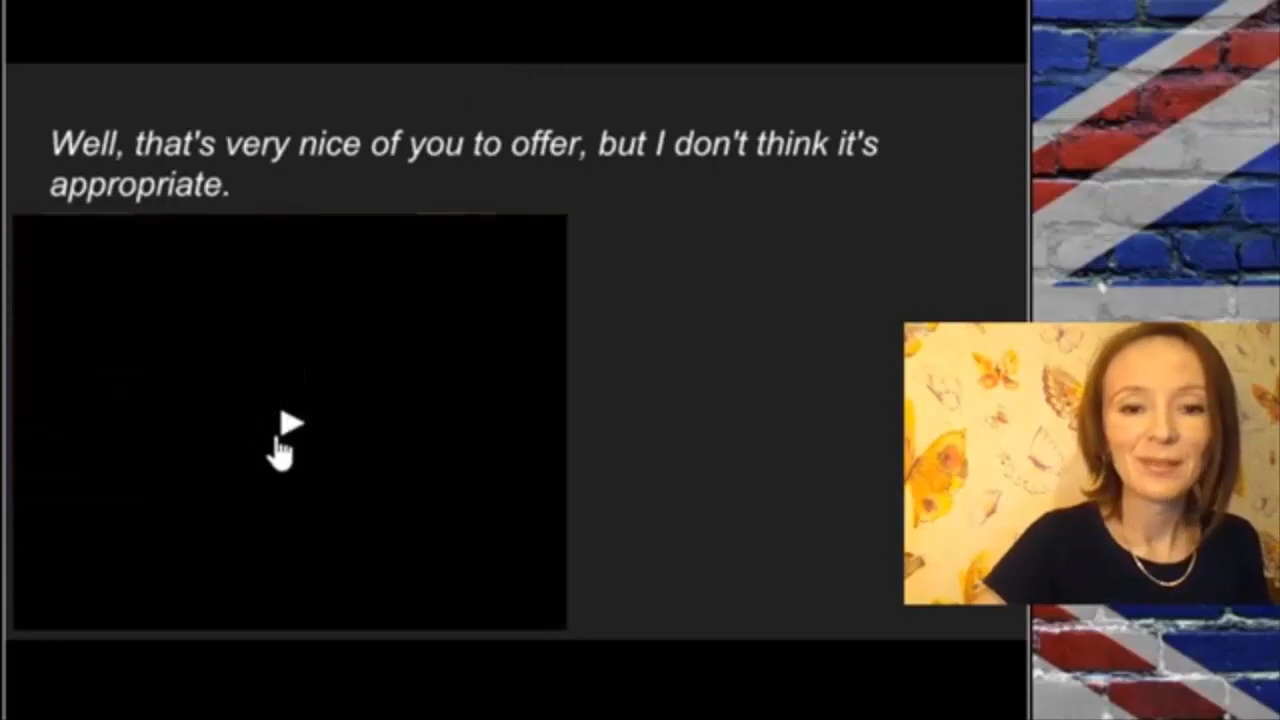 Well, that's very nice of you to offer, but I don't think it's
appropriate.